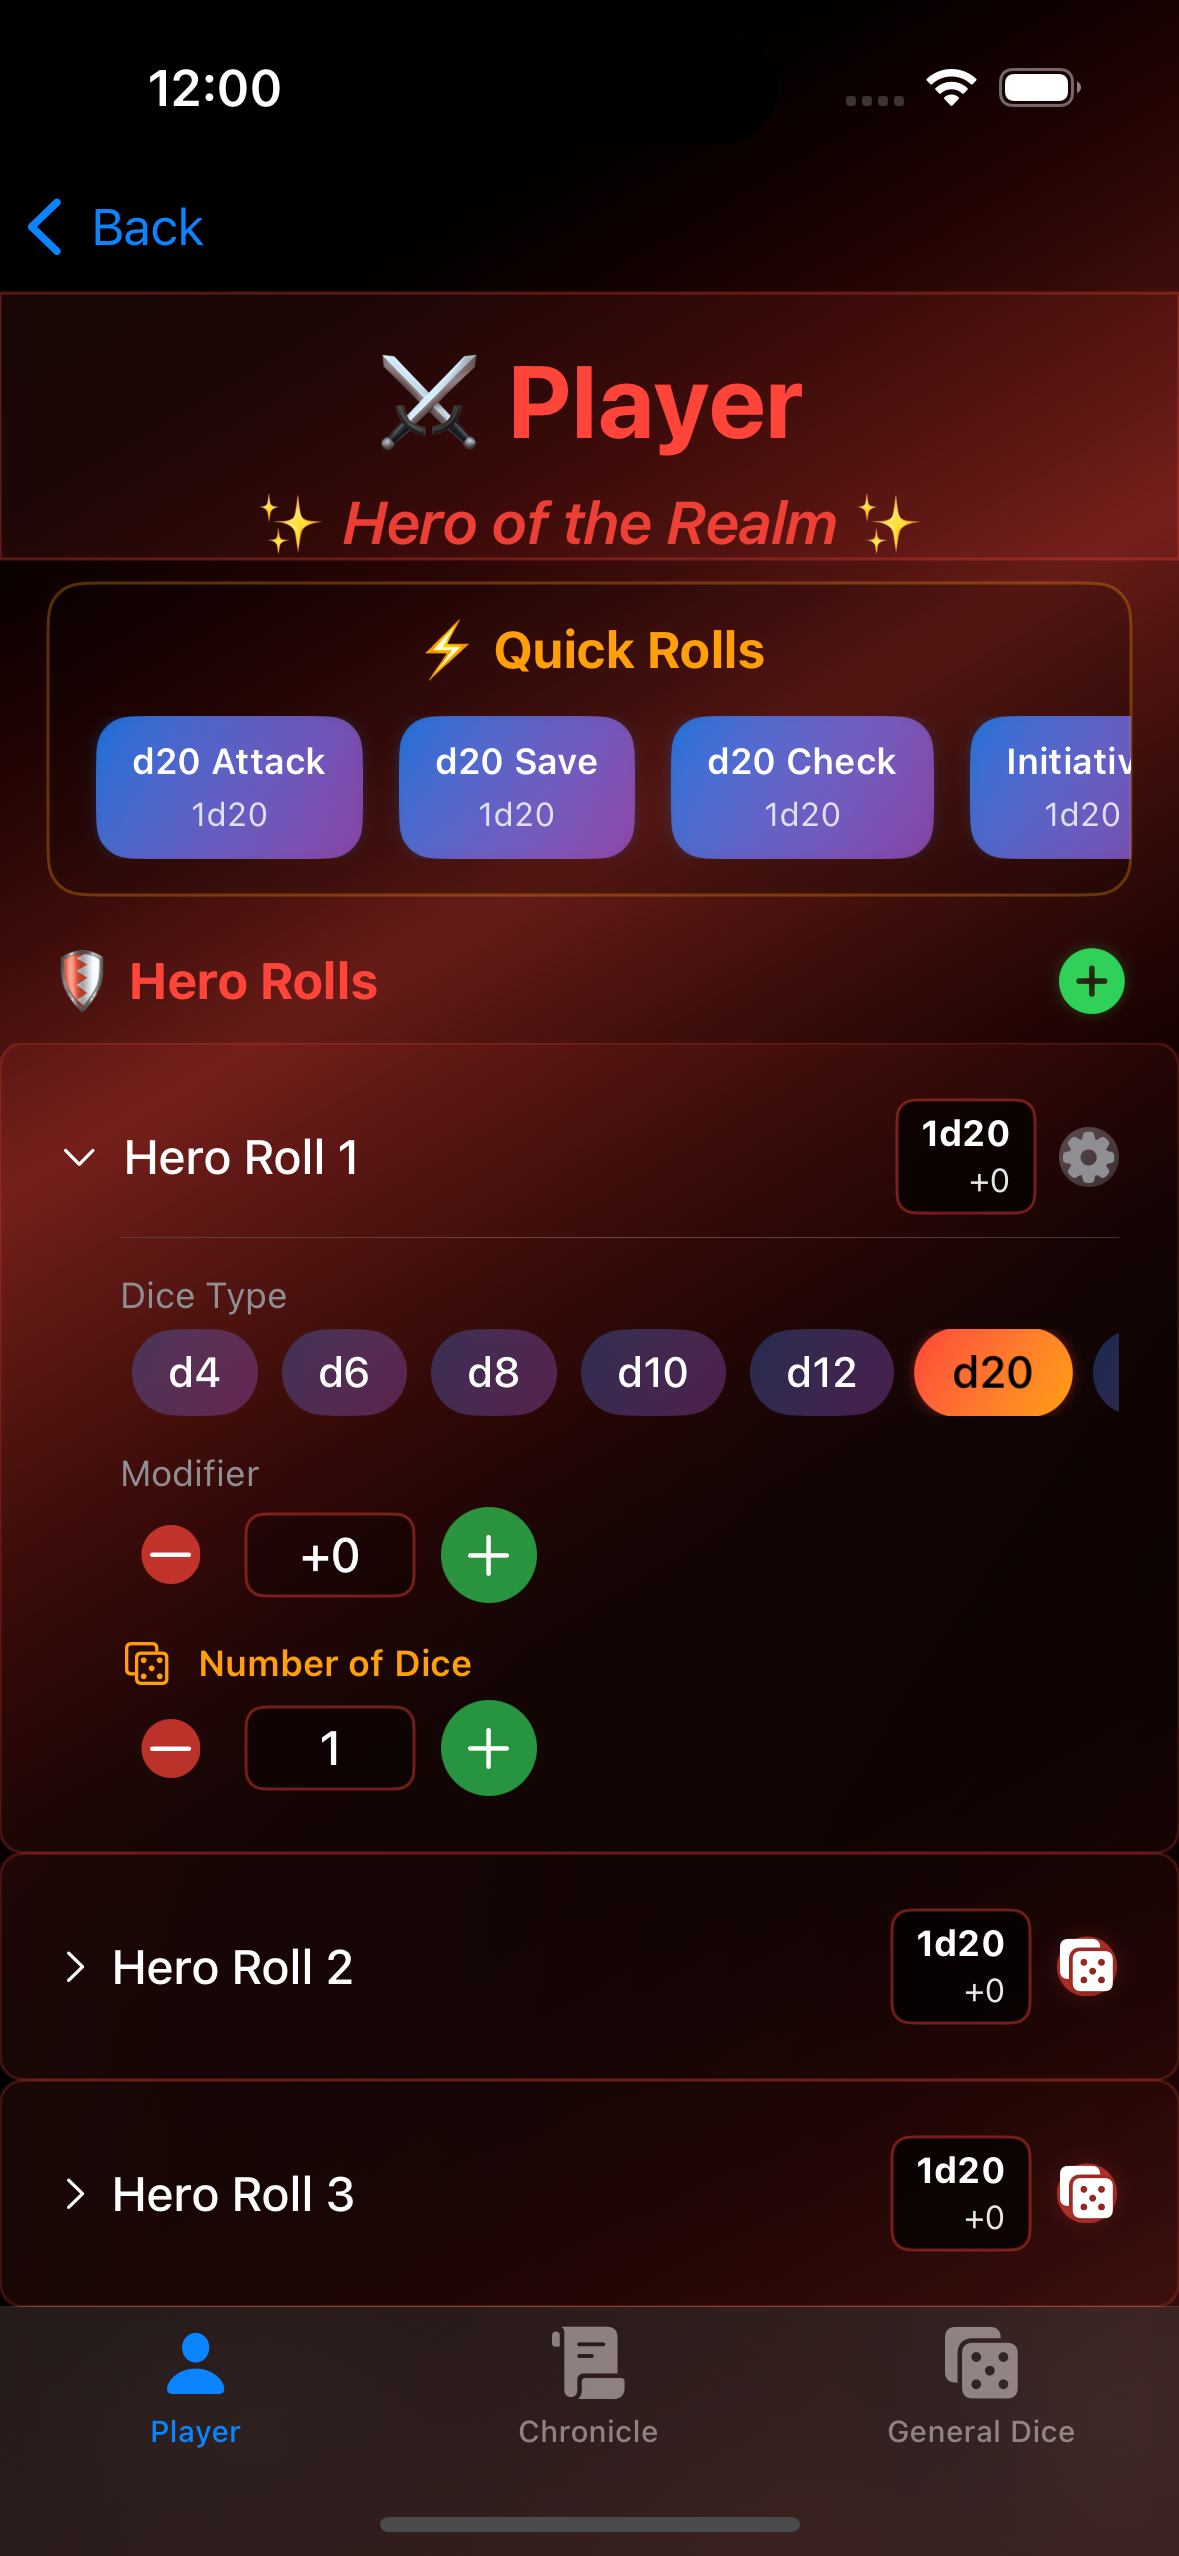 12:00
Back
Player
Hero of the Realm
Quick Rolls
d20 Attack
1d20
d20 Save
1d20
d20 Check
1d20
Initiativ
1d20
Hero Rolls
Hero Roll 1
1d20
+0
Dice Type
d4 d6 d8 d10 d12 d20
Modifier
+0
Number of Dice
1
Hero Roll 2
1d20
+0
Hero Roll 3
1d20
+0
Player Chronicle General Dice